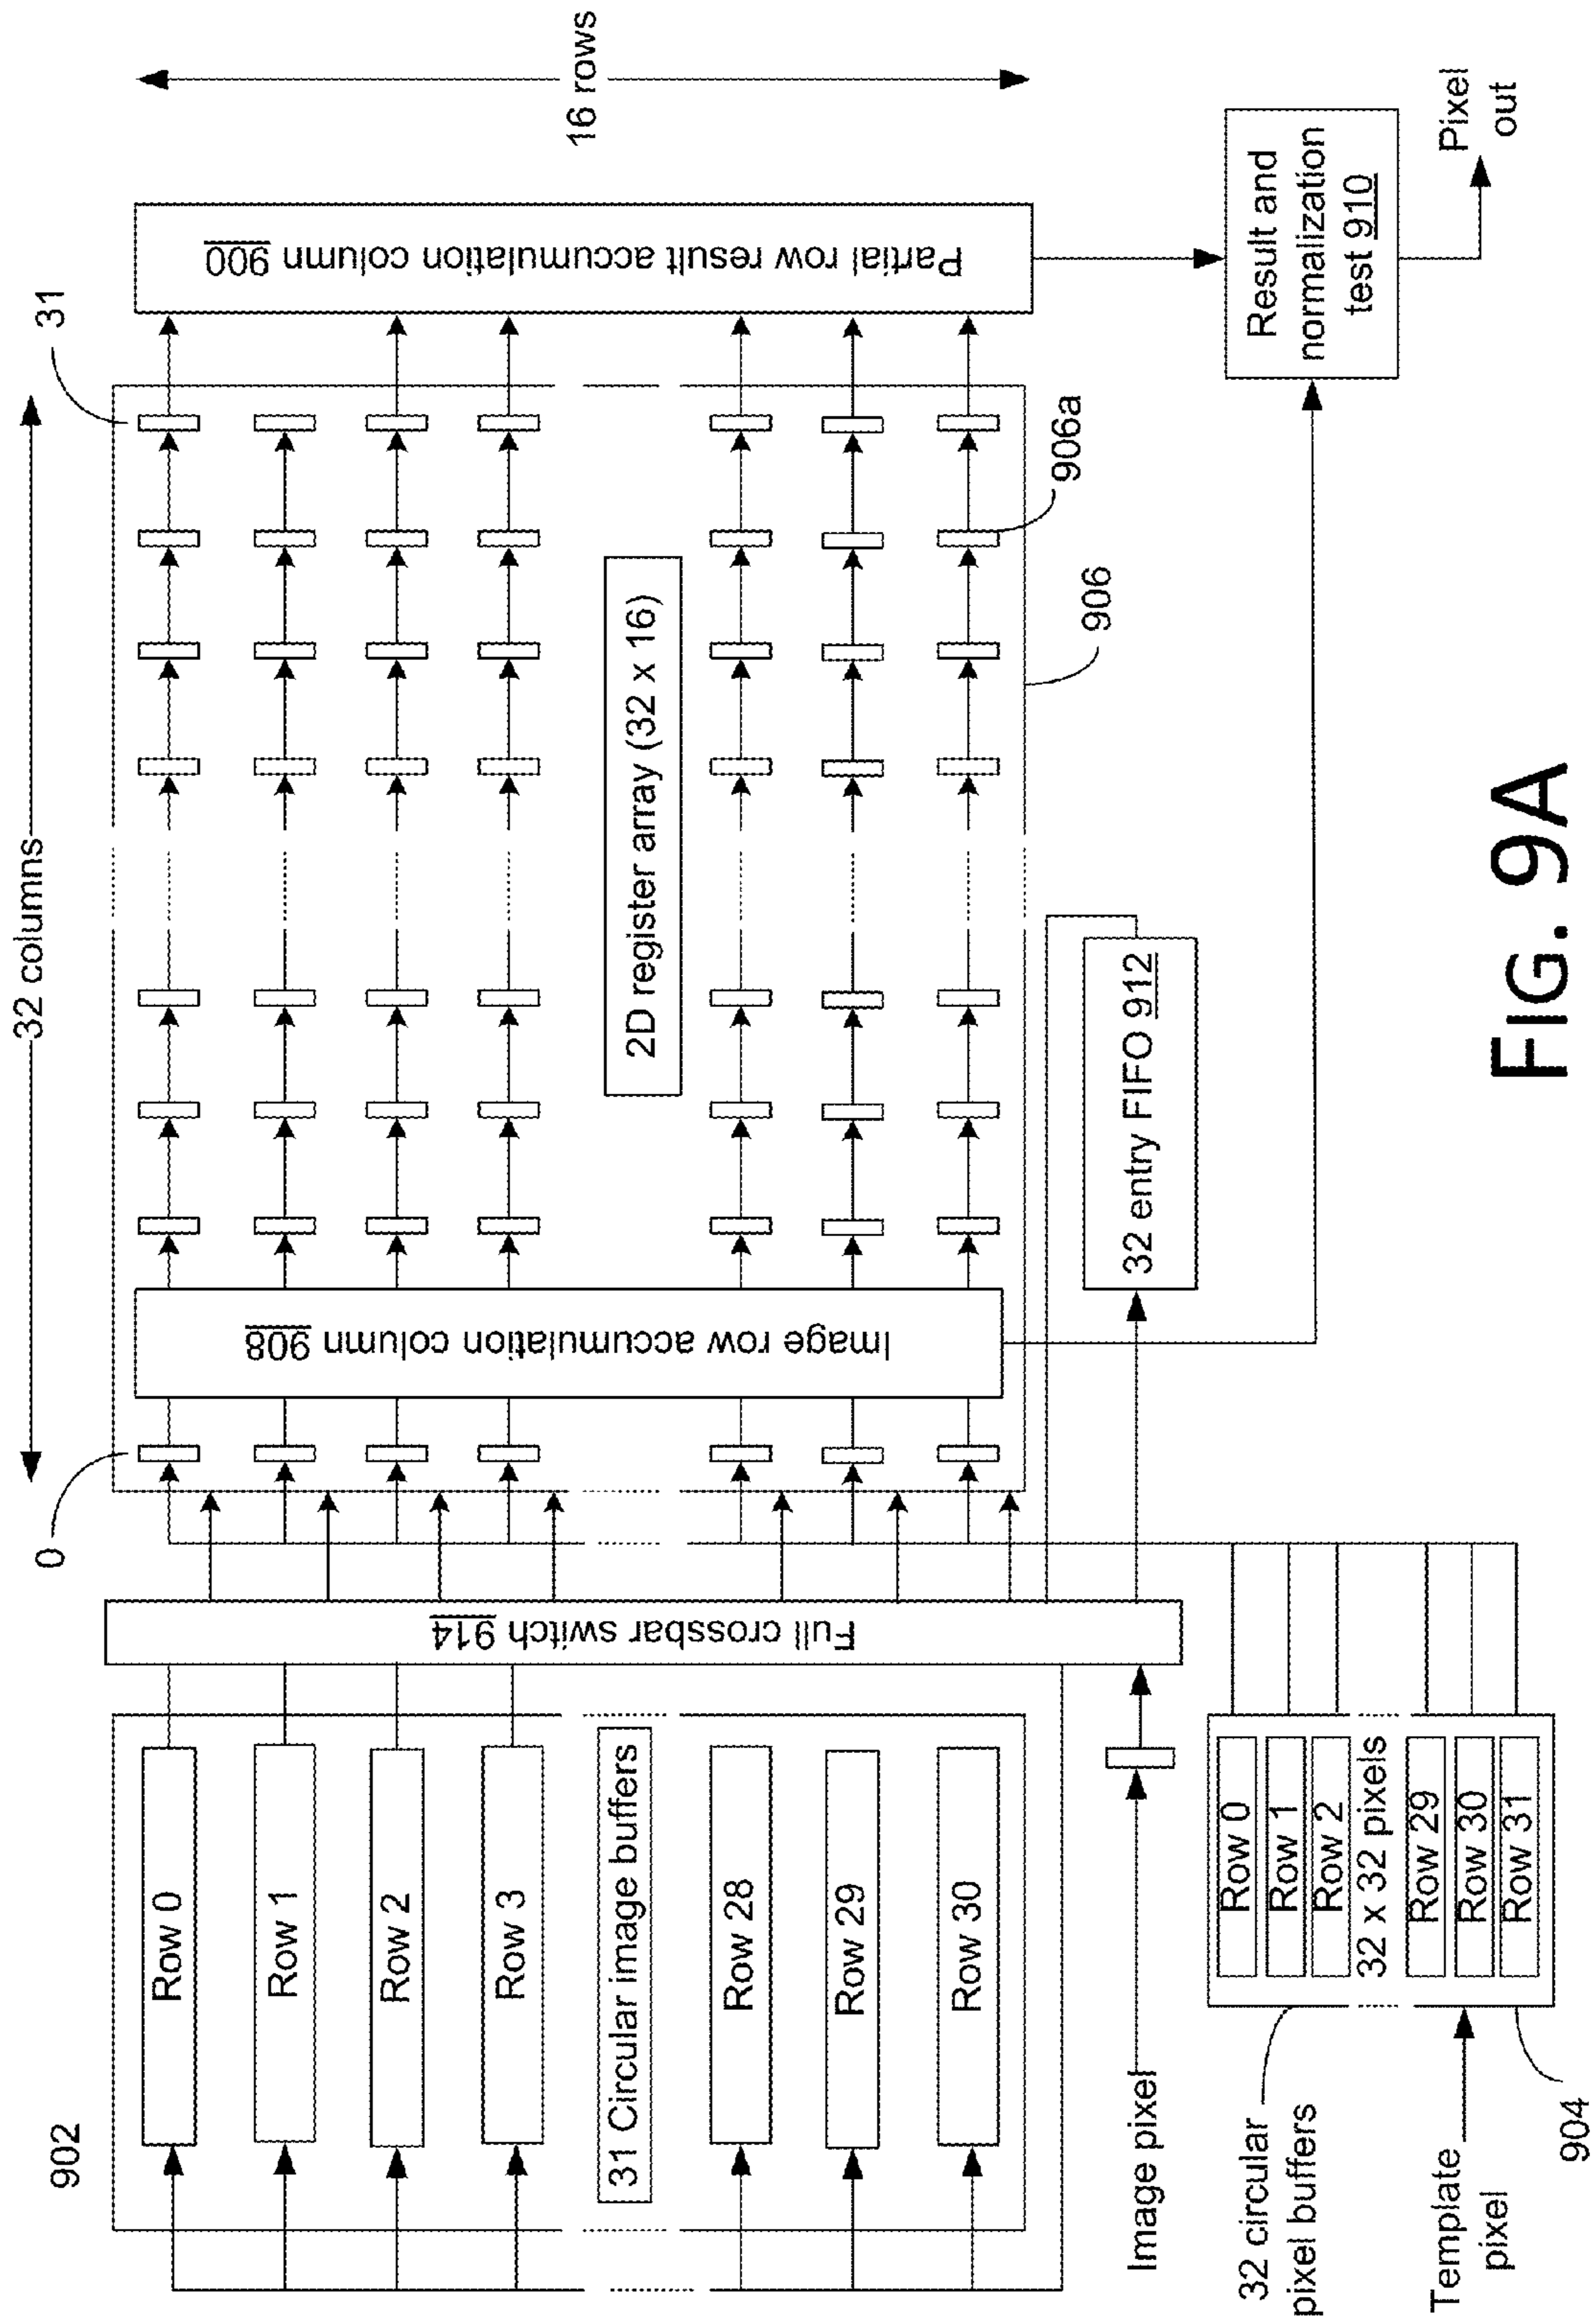 32 columns
0
31
16 rows
902
Row 0
Row 1
Row 2
Row 3
31 Circular image buffers
Row 28
Row 29
Row 30
Full crossbar switch 914
Image row accumulation column 908
2D register array (32 x 16)
Partial row result accumulation column 900
906a
906
32 entry FIFO 912
Result and
normalization
test 910
Pixel
out
Image pixel
32 circular
pixel buffers
Template
pixel
904
Row 0
Row 1
Row 2
32 x 32 pixels
Row 29
Row 30
Row 31
FIG. 9A